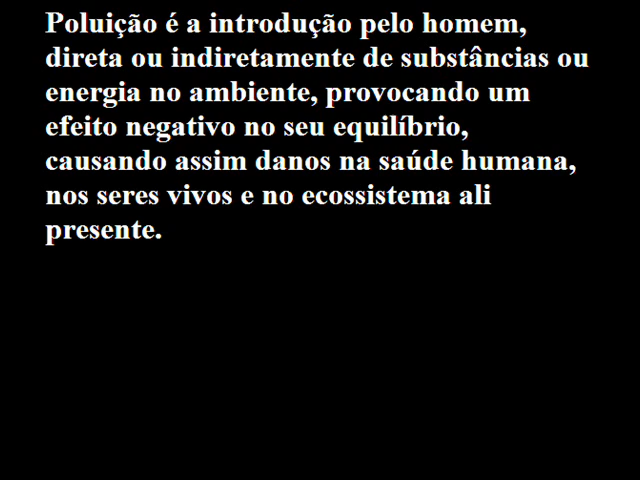 Poluição é a introdução pelo homem,
direta ou indiretamente de substâncias ou
energia no ambiente, provocando um
efeito negativo no seu equilíbrio,
causando assim danos na saúde humana,
nos seres vivos e no ecossistema ali
presente.